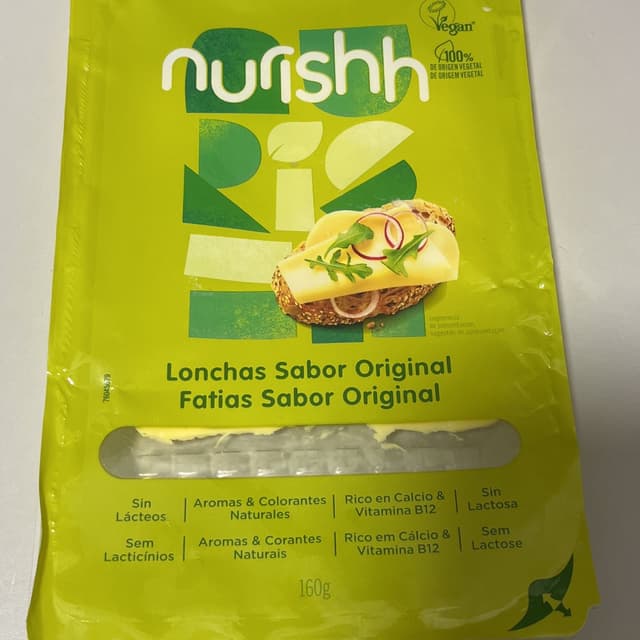 nurishh
Vegan
100%
DE ORIGEN VEGETAL
DE ORIGEM VEGETAL
Lonchas Sabor Original
Fatias Sabor Original
Sin Lácteos
Aromas & Colorantes Naturales
Rico en Calcio & Vitamina B12
Sin Lactosa
Sem Lacticínios
Aromas & Corantes Naturais
Rico em Cálcio & Vitamina B12
Sem Lactose
160g